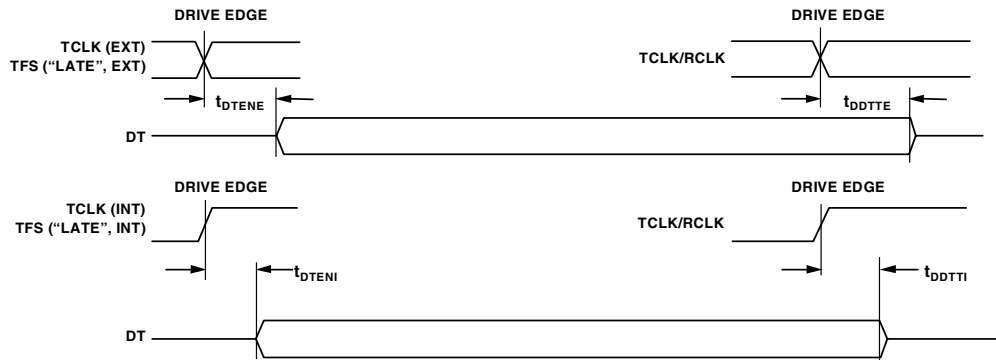 DRIVE EDGE
DRIVE EDGE
TCLK (EXT)
TFS ("LATE", EXT)
TCLK/RCLK
tDTENE
tDDTTE
DT
DRIVE EDGE
DRIVE EDGE
TCLK (INT)
TFS ("LATE", INT)
TCLK/RCLK
tDTENI
tDDTTI
DT